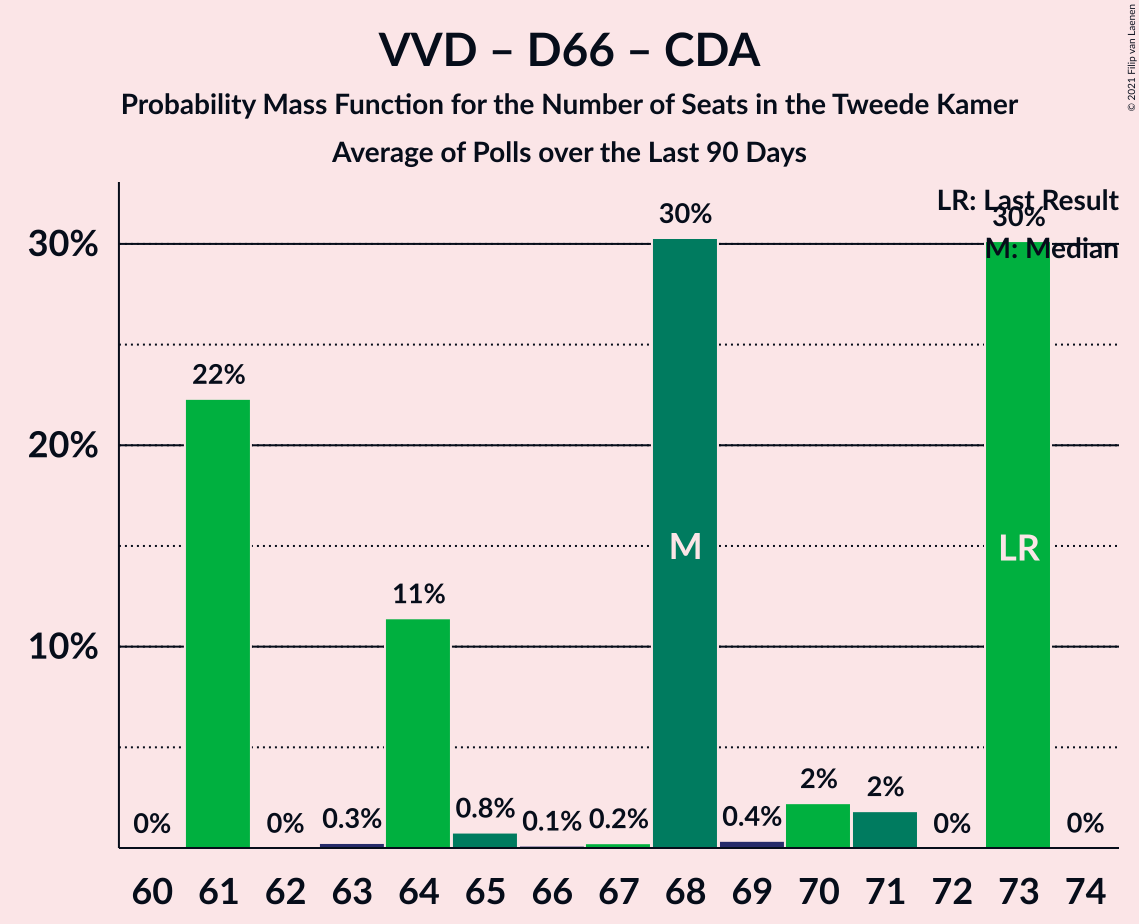 VVD – D66 – CDA
Probability Mass Function for the Number of Seats in the Tweede Kamer
Average of Polls over the Last 90 Days
© 2021 Filip van Laenen
LR: Last Result
M: Median
30%
20%
10%
0%
22%
0%
0.3%
11%
0.8%
0.1%
0.2%
30%
0.4%
2%
2%
0%
30%
0%
M
LR
60 61 62 63 64 65 66 67 68 69 70 71 72 73 74